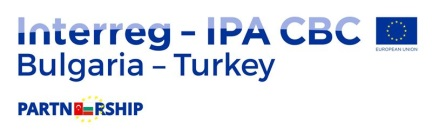 Interreg - IPA CBC
EUROPEAN UNION
Bulgaria – Turkey
PARTNERSHIP